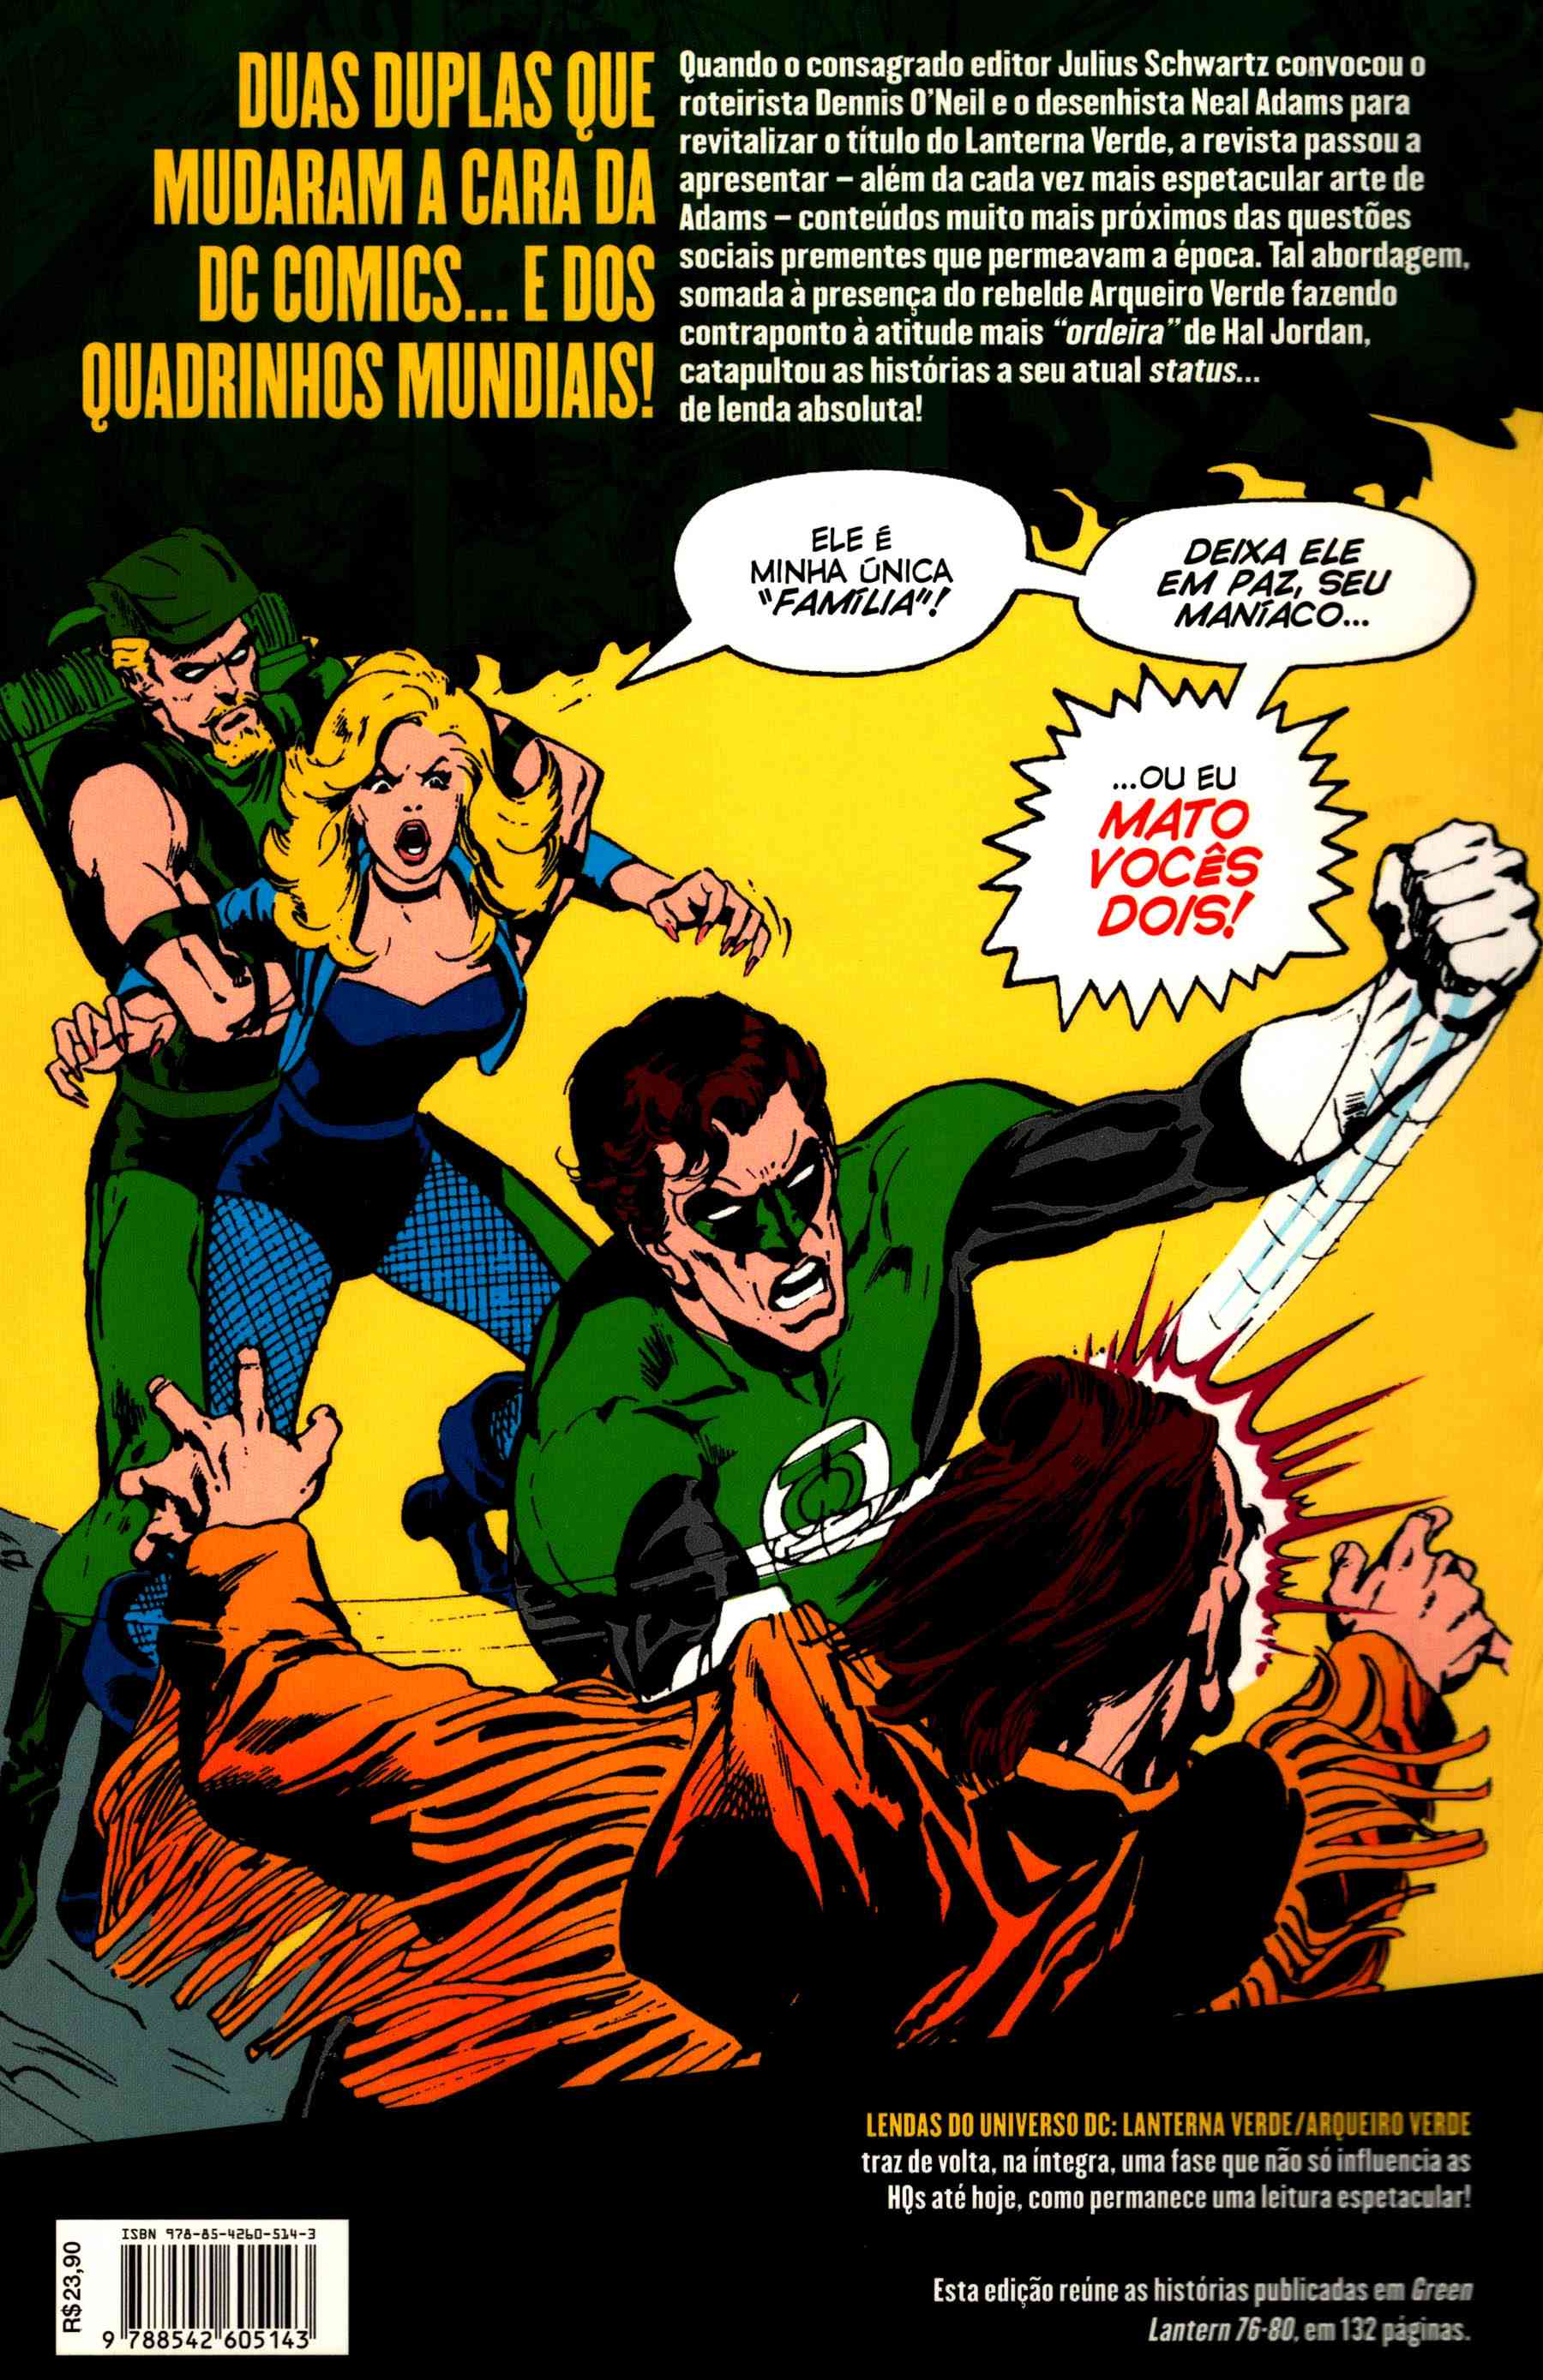 DUAS DUPLAS QUE
MUDARAM A CARA DA
DC COMICS... E DOS
QUADRINHOS MUNDIAIS!
Quando o consagrado editor Julius Schwartz convocou o
roteirista Dennis O'Neil e o desenhista Neal Adams para
revitalizar o título do Lanterna Verde, a revista passou a
apresentar – além da cada vez mais espetacular arte de
Adams – conteúdos muito mais próximos das questões
sociais prementes que permeavam a época. Tal abordagem,
somada à presença do rebelde Arqueiro Verde fazendo
contraponto à atitude mais “ordeira” de Hal Jordan,
catapultou as histórias a seu atual status...
de lenda absoluta!
ELE É
MINHA ÚNICA
"FAMÍLIA"!
DEIXA ELE
EM PAZ, SEU
MANÍACO...
...OU EU
MATO
VOCÊS
DOIS!
LENDAS DO UNIVERSO DC: LANTERNA VERDE/ARQUEIRO VERDE
traz de volta, na íntegra, uma fase que não só influencia as
HQs até hoje, como permanece uma leitura espetacular!
Esta edição reúne as histórias publicadas em Green
Lantern 76-80, em 132 páginas.
R$ 23,90
ISBN 978-85-4260-514-3
9 788542 605143